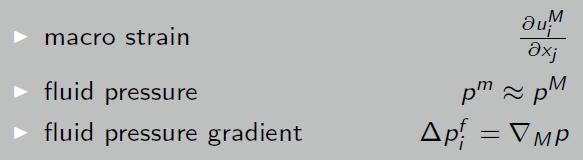 ▶ macro strain ∂u_i^M/∂x_j
▶ fluid pressure p^m ≈ p^M
▶ fluid pressure gradient Δp_i^f = ∇_M p